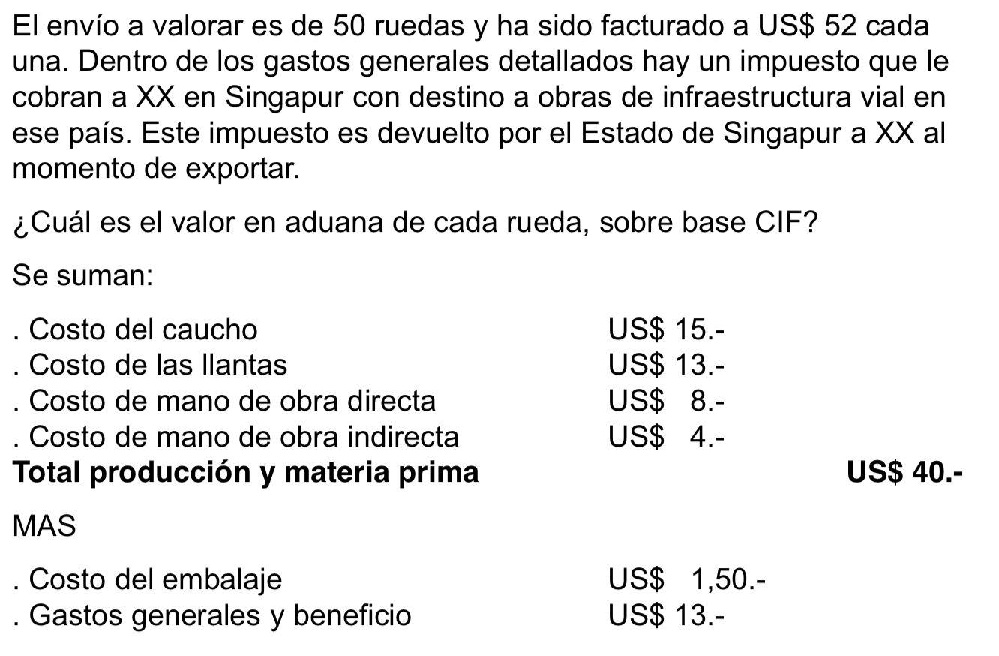 El envío a valorar es de 50 ruedas y ha sido facturado a US$ 52 cada
una. Dentro de los gastos generales detallados hay un impuesto que le
cobran a XX en Singapur con destino a obras de infraestructura vial en
ese país. Este impuesto es devuelto por el Estado de Singapur a XX al
momento de exportar.
¿Cuál es el valor en aduana de cada rueda, sobre base CIF?
Se suman:
. Costo del caucho US$ 15.-
. Costo de las llantas US$ 13.-
. Costo de mano de obra directa US$ 8.-
. Costo de mano de obra indirecta US$ 4.-
Total producción y materia prima US$ 40.-
MAS
. Costo del embalaje US$ 1,50.-
. Gastos generales y beneficio US$ 13.-